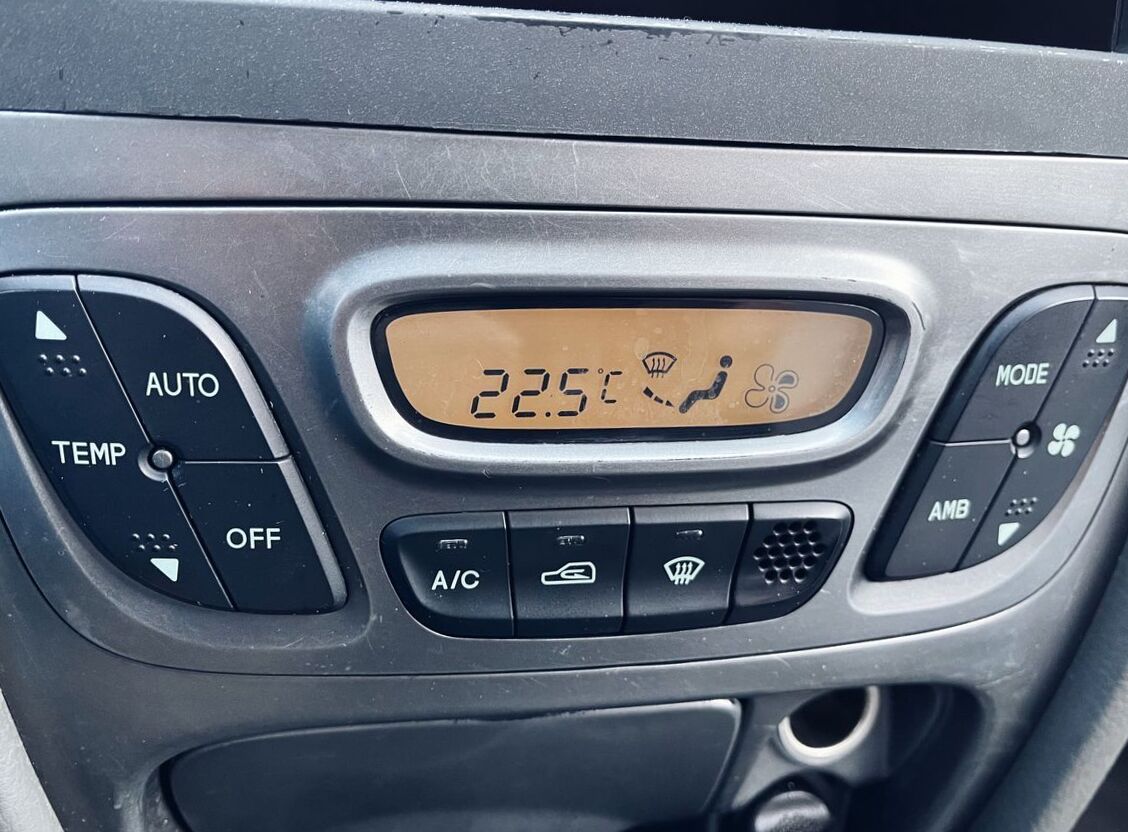 AUTO
TEMP
OFF
22.5°C
A/C
MODE
AMB